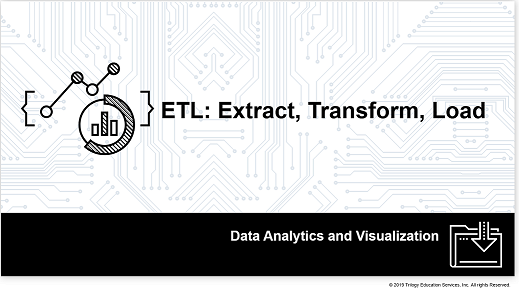 ETL: Extract, Transform, Load
Data Analytics and Visualization
© 2019 Trilogy Education Services, Inc. All rights Reserved.